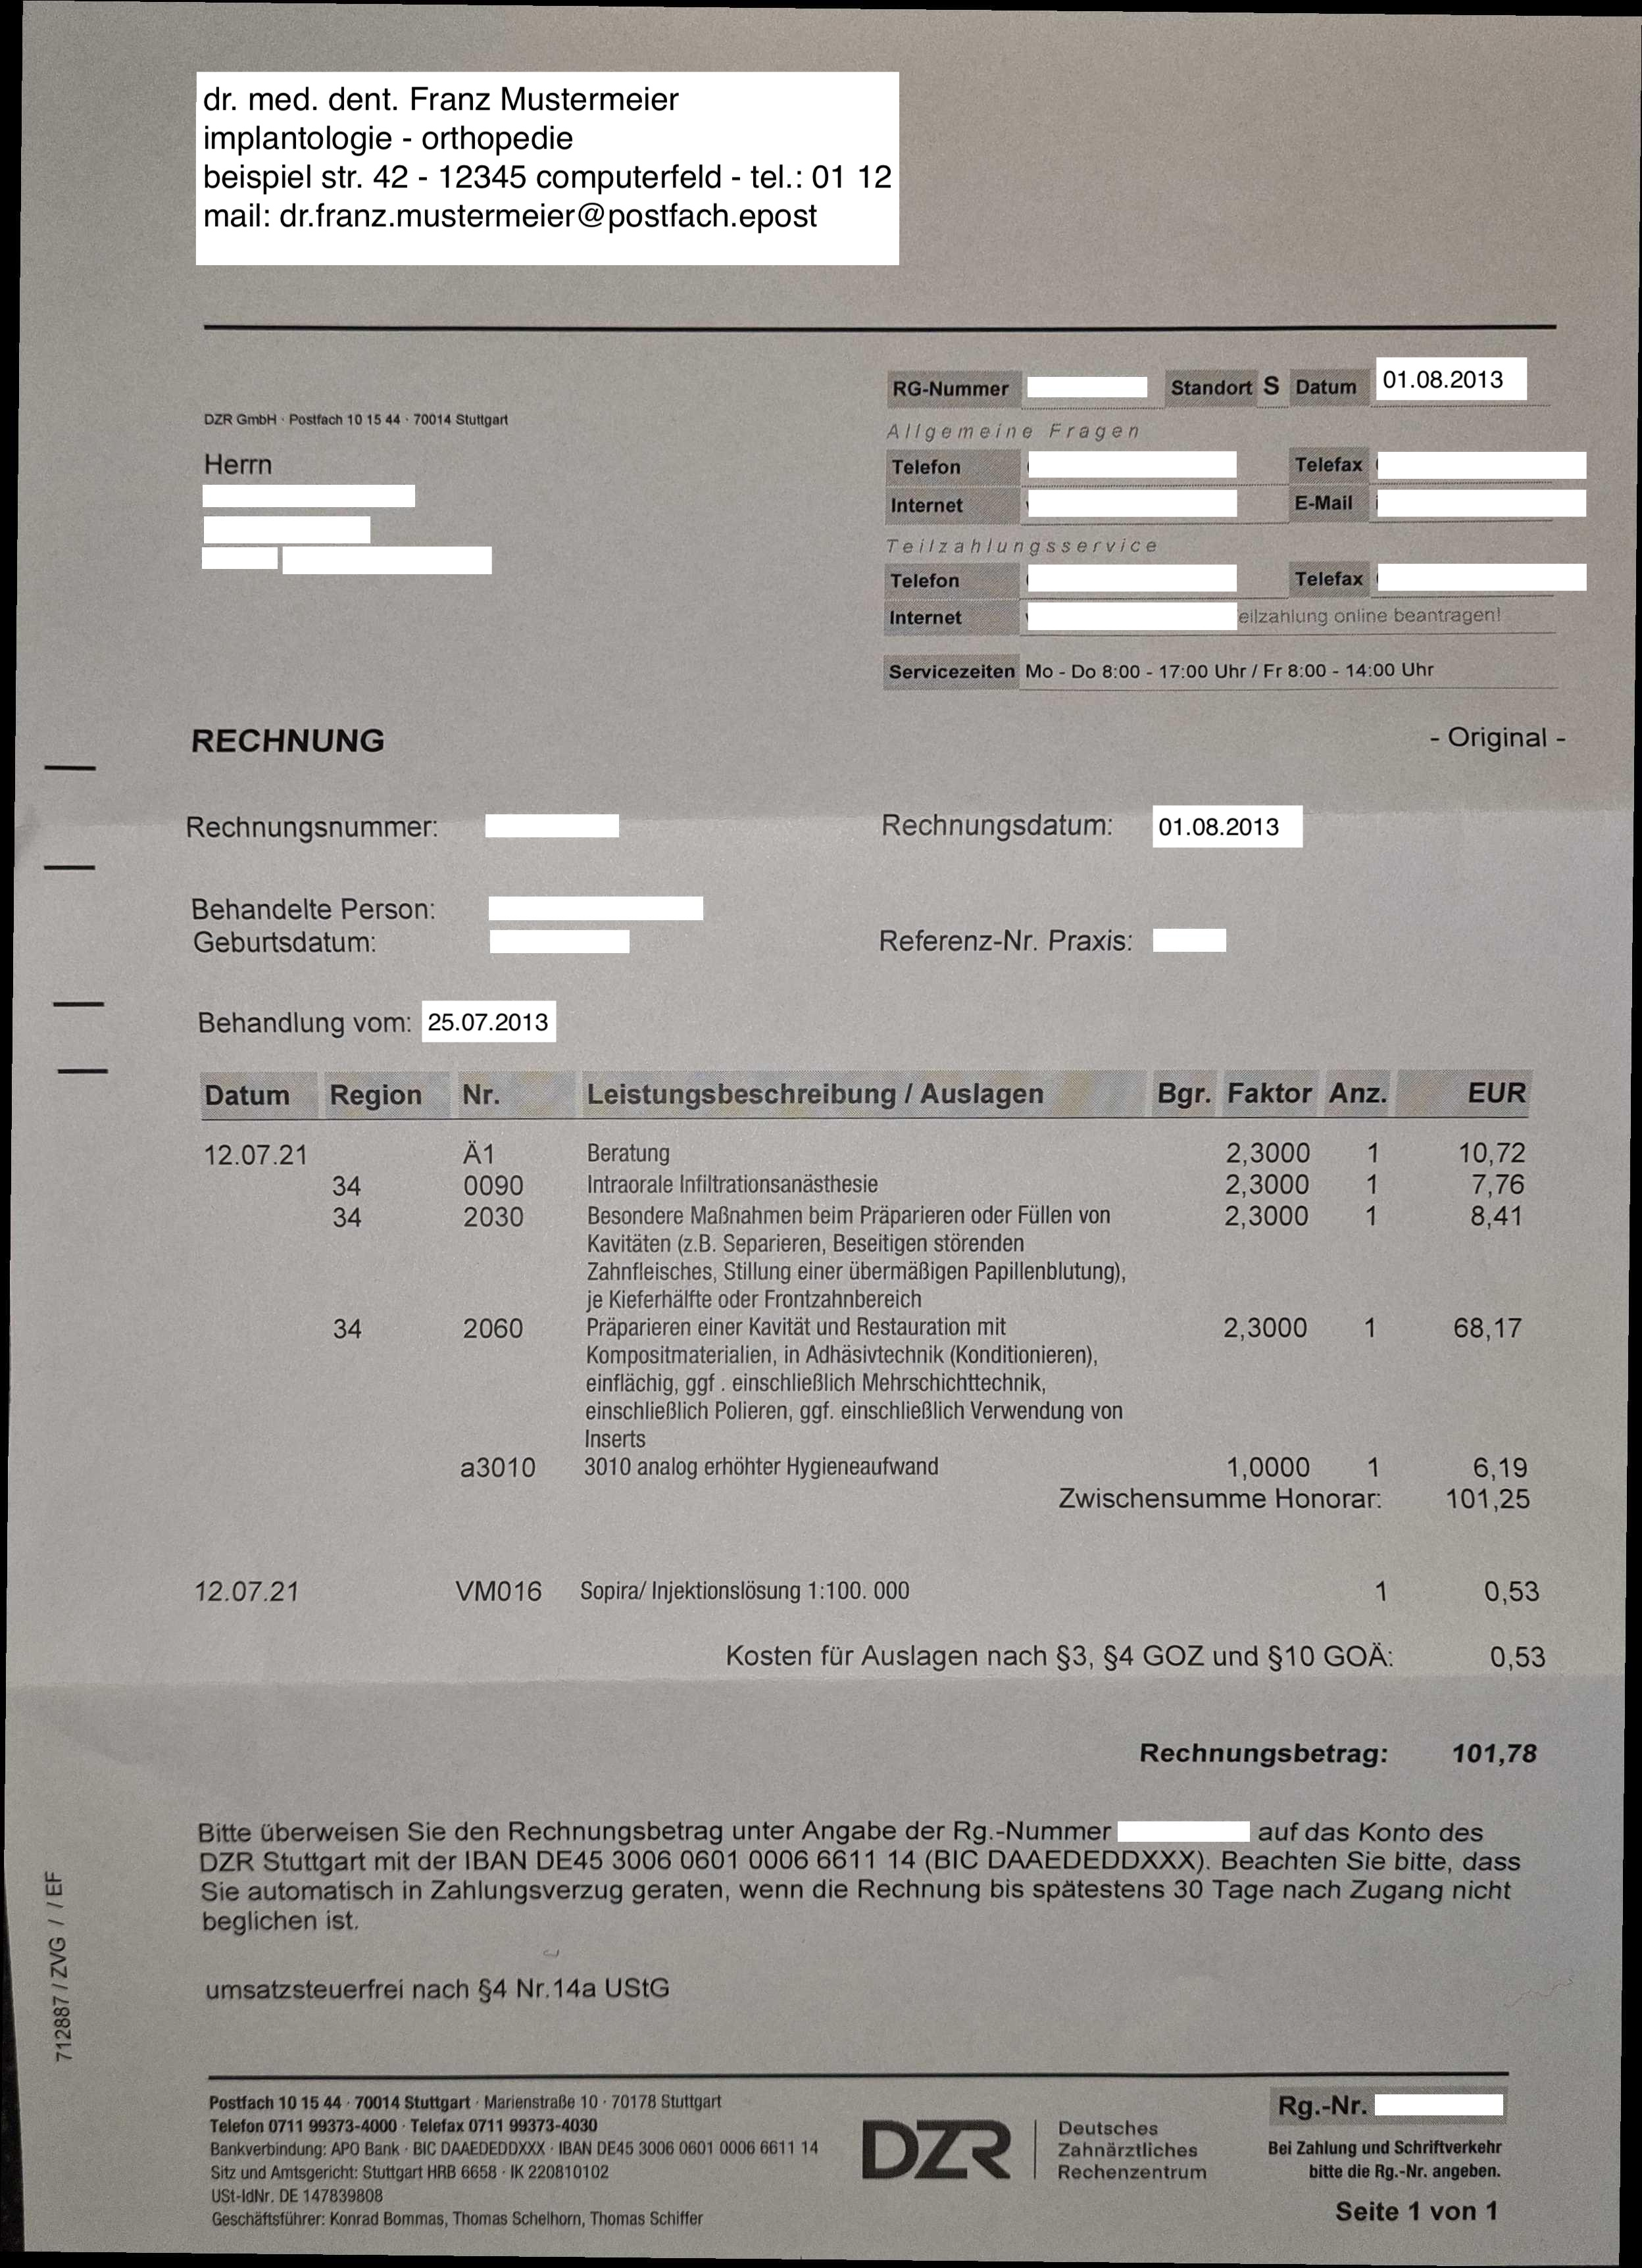 dr. med. dent. Franz Mustermeier
implantologie - orthopedie
beispiel str. 42 - 12345 computerfeld - tel.: 01 12
mail: dr.franz.mustermeier@postfach.epost
RG-Nummer Standort S Datum 01.08.2013
Allgemeine Fragen
Telefon Telefax
Internet E-Mail
Teilzahlungsservice
Telefon Telefax
Internet eilzahlung online beantragen!
Servicezeiten Mo - Do 8:00 - 17:00 Uhr / Fr 8:00 - 14:00 Uhr
DZR GmbH · Postfach 10 15 44 · 70014 Stuttgart
Herrn
RECHNUNG - Original -
Rechnungsnummer: Rechnungsdatum: 01.08.2013
Behandelte Person:
Geburtsdatum: Referenz-Nr. Praxis:
Behandlung vom: 25.07.2013
Datum Region Nr. Leistungsbeschreibung / Auslagen Bgr. Faktor Anz. EUR
12.07.21 Ä1 Beratung 2,3000 1 10,72
34 0090 Intraorale Infiltrationsanästhesie 2,3000 1 7,76
34 2030 Besondere Maßnahmen beim Präparieren oder Füllen von 2,3000 1 8,41
Kavitäten (z.B. Separieren, Beseitigen störenden
Zahnfleisches, Stillung einer übermäßigen Papillenblutung),
je Kieferhälfte oder Frontzahnbereich
34 2060 Präparieren einer Kavität und Restauration mit 2,3000 1 68,17
Kompositmaterialien, in Adhäsivtechnik (Konditionieren),
einflächig, ggf . einschließlich Mehrschichttechnik,
einschließlich Polieren, ggf. einschließlich Verwendung von
Inserts
a3010 3010 analog erhöhter Hygieneaufwand 1,0000 1 6,19
Zwischensumme Honorar: 101,25
12.07.21 VM016 Sopira/ Injektionslösung 1:100. 000 1 0,53
Kosten für Auslagen nach §3, §4 GOZ und §10 GOÄ: 0,53
Rechnungsbetrag: 101,78
Bitte überweisen Sie den Rechnungsbetrag unter Angabe der Rg.-Nummer auf das Konto des
DZR Stuttgart mit der IBAN DE45 3006 0601 0006 6611 14 (BIC DAAEDEDDXXX). Beachten Sie bitte, dass
Sie automatisch in Zahlungsverzug geraten, wenn die Rechnung bis spätestens 30 Tage nach Zugang nicht
beglichen ist.
umsatzsteuerfrei nach §4 Nr.14a UStG
712887 / ZVG / / EF
Postfach 10 15 44 · 70014 Stuttgart · Marienstraße 10 · 70178 Stuttgart
Telefon 0711 99373-4000 · Telefax 0711 99373-4030
Bankverbindung: APO Bank · BIC DAAEDEDDXXX · IBAN DE45 3006 0601 0006 6611 14
Sitz und Amtsgericht: Stuttgart HRB 6658 · IK 220810102
USt-IdNr. DE 147839808
Geschäftsführer: Konrad Bommas, Thomas Schelhorn, Thomas Schiffer
DZR
Deutsches
Zahnärztliches
Rechenzentrum
Rg.-Nr.
Bei Zahlung und Schriftverkehr
bitte die Rg.-Nr. angeben.
Seite 1 von 1